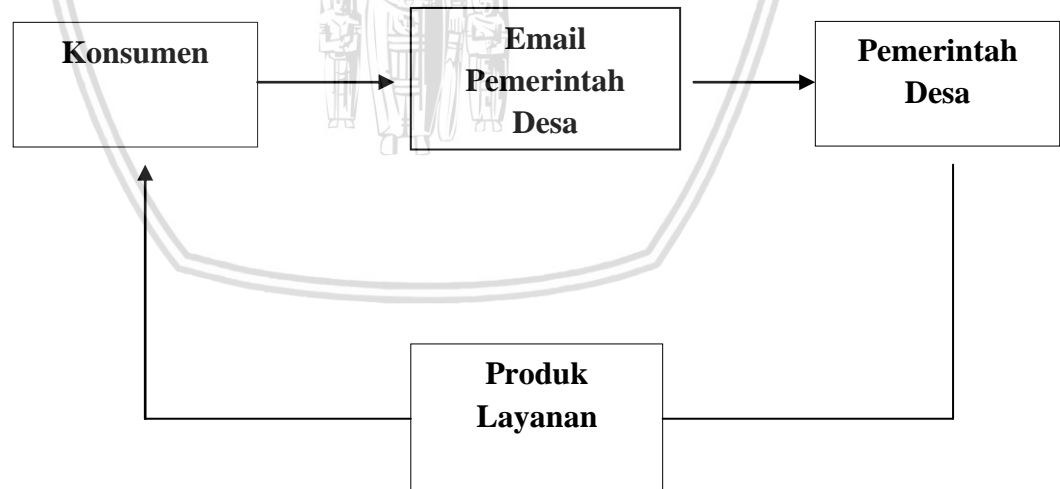 Konsumen
Email
Pemerintah
Desa
Pemerintah
Desa
Produk
Layanan